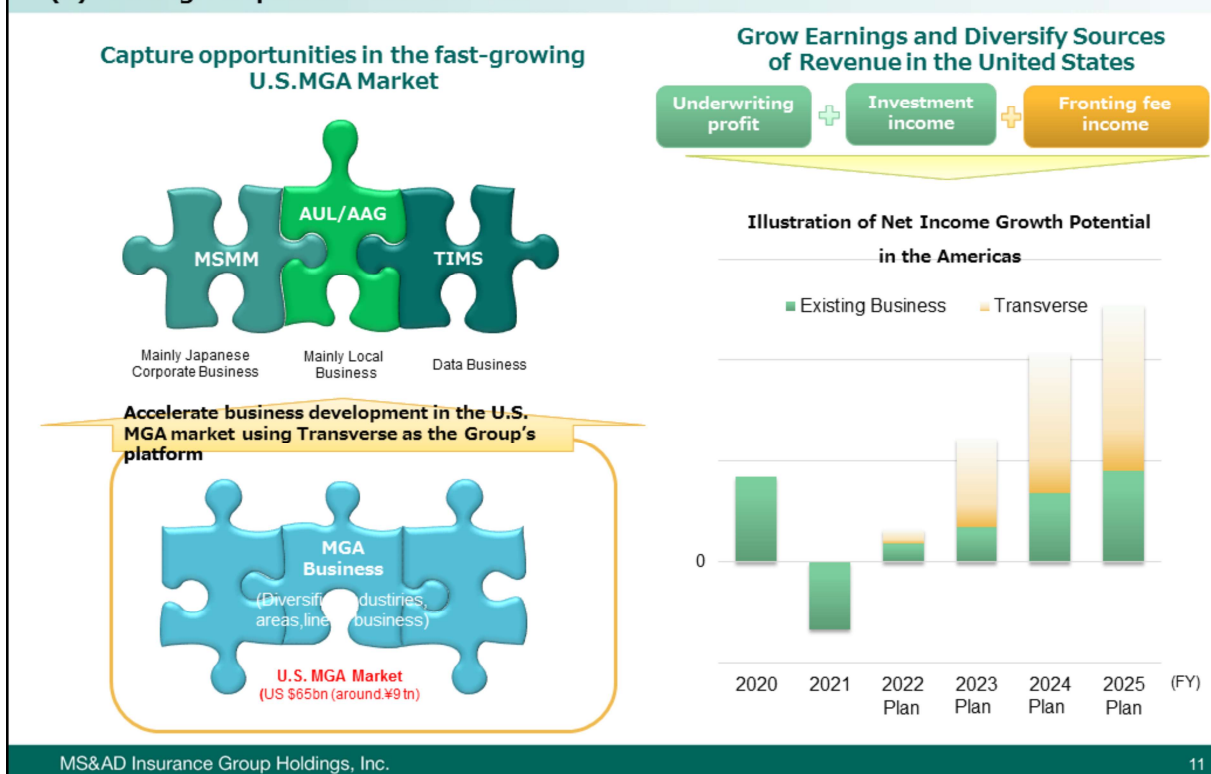 Capture opportunities in the fast-growing
U.S.MGA Market
MSMM
AUL/AAG
TIMS
Mainly Japanese
Corporate Business
Mainly Local
Business
Data Business
Accelerate business development in the U.S.
MGA market using Transverse as the Group's
platform
MGA
Business
areas,line business)
U.S. MGA Market
(US $65bn (around.¥9tn)
Grow Earnings and Diversify Sources
of Revenue in the United States
Underwriting
profit
Investment
income
Fronting fee
income
Illustration of Net Income Growth Potential
in the Americas
Existing Business
Transverse
0
2020
2021
2022
Plan
2023
Plan
2024
Plan
2025
Plan
(FY)
MS&AD Insurance Group Holdings, Inc.
11